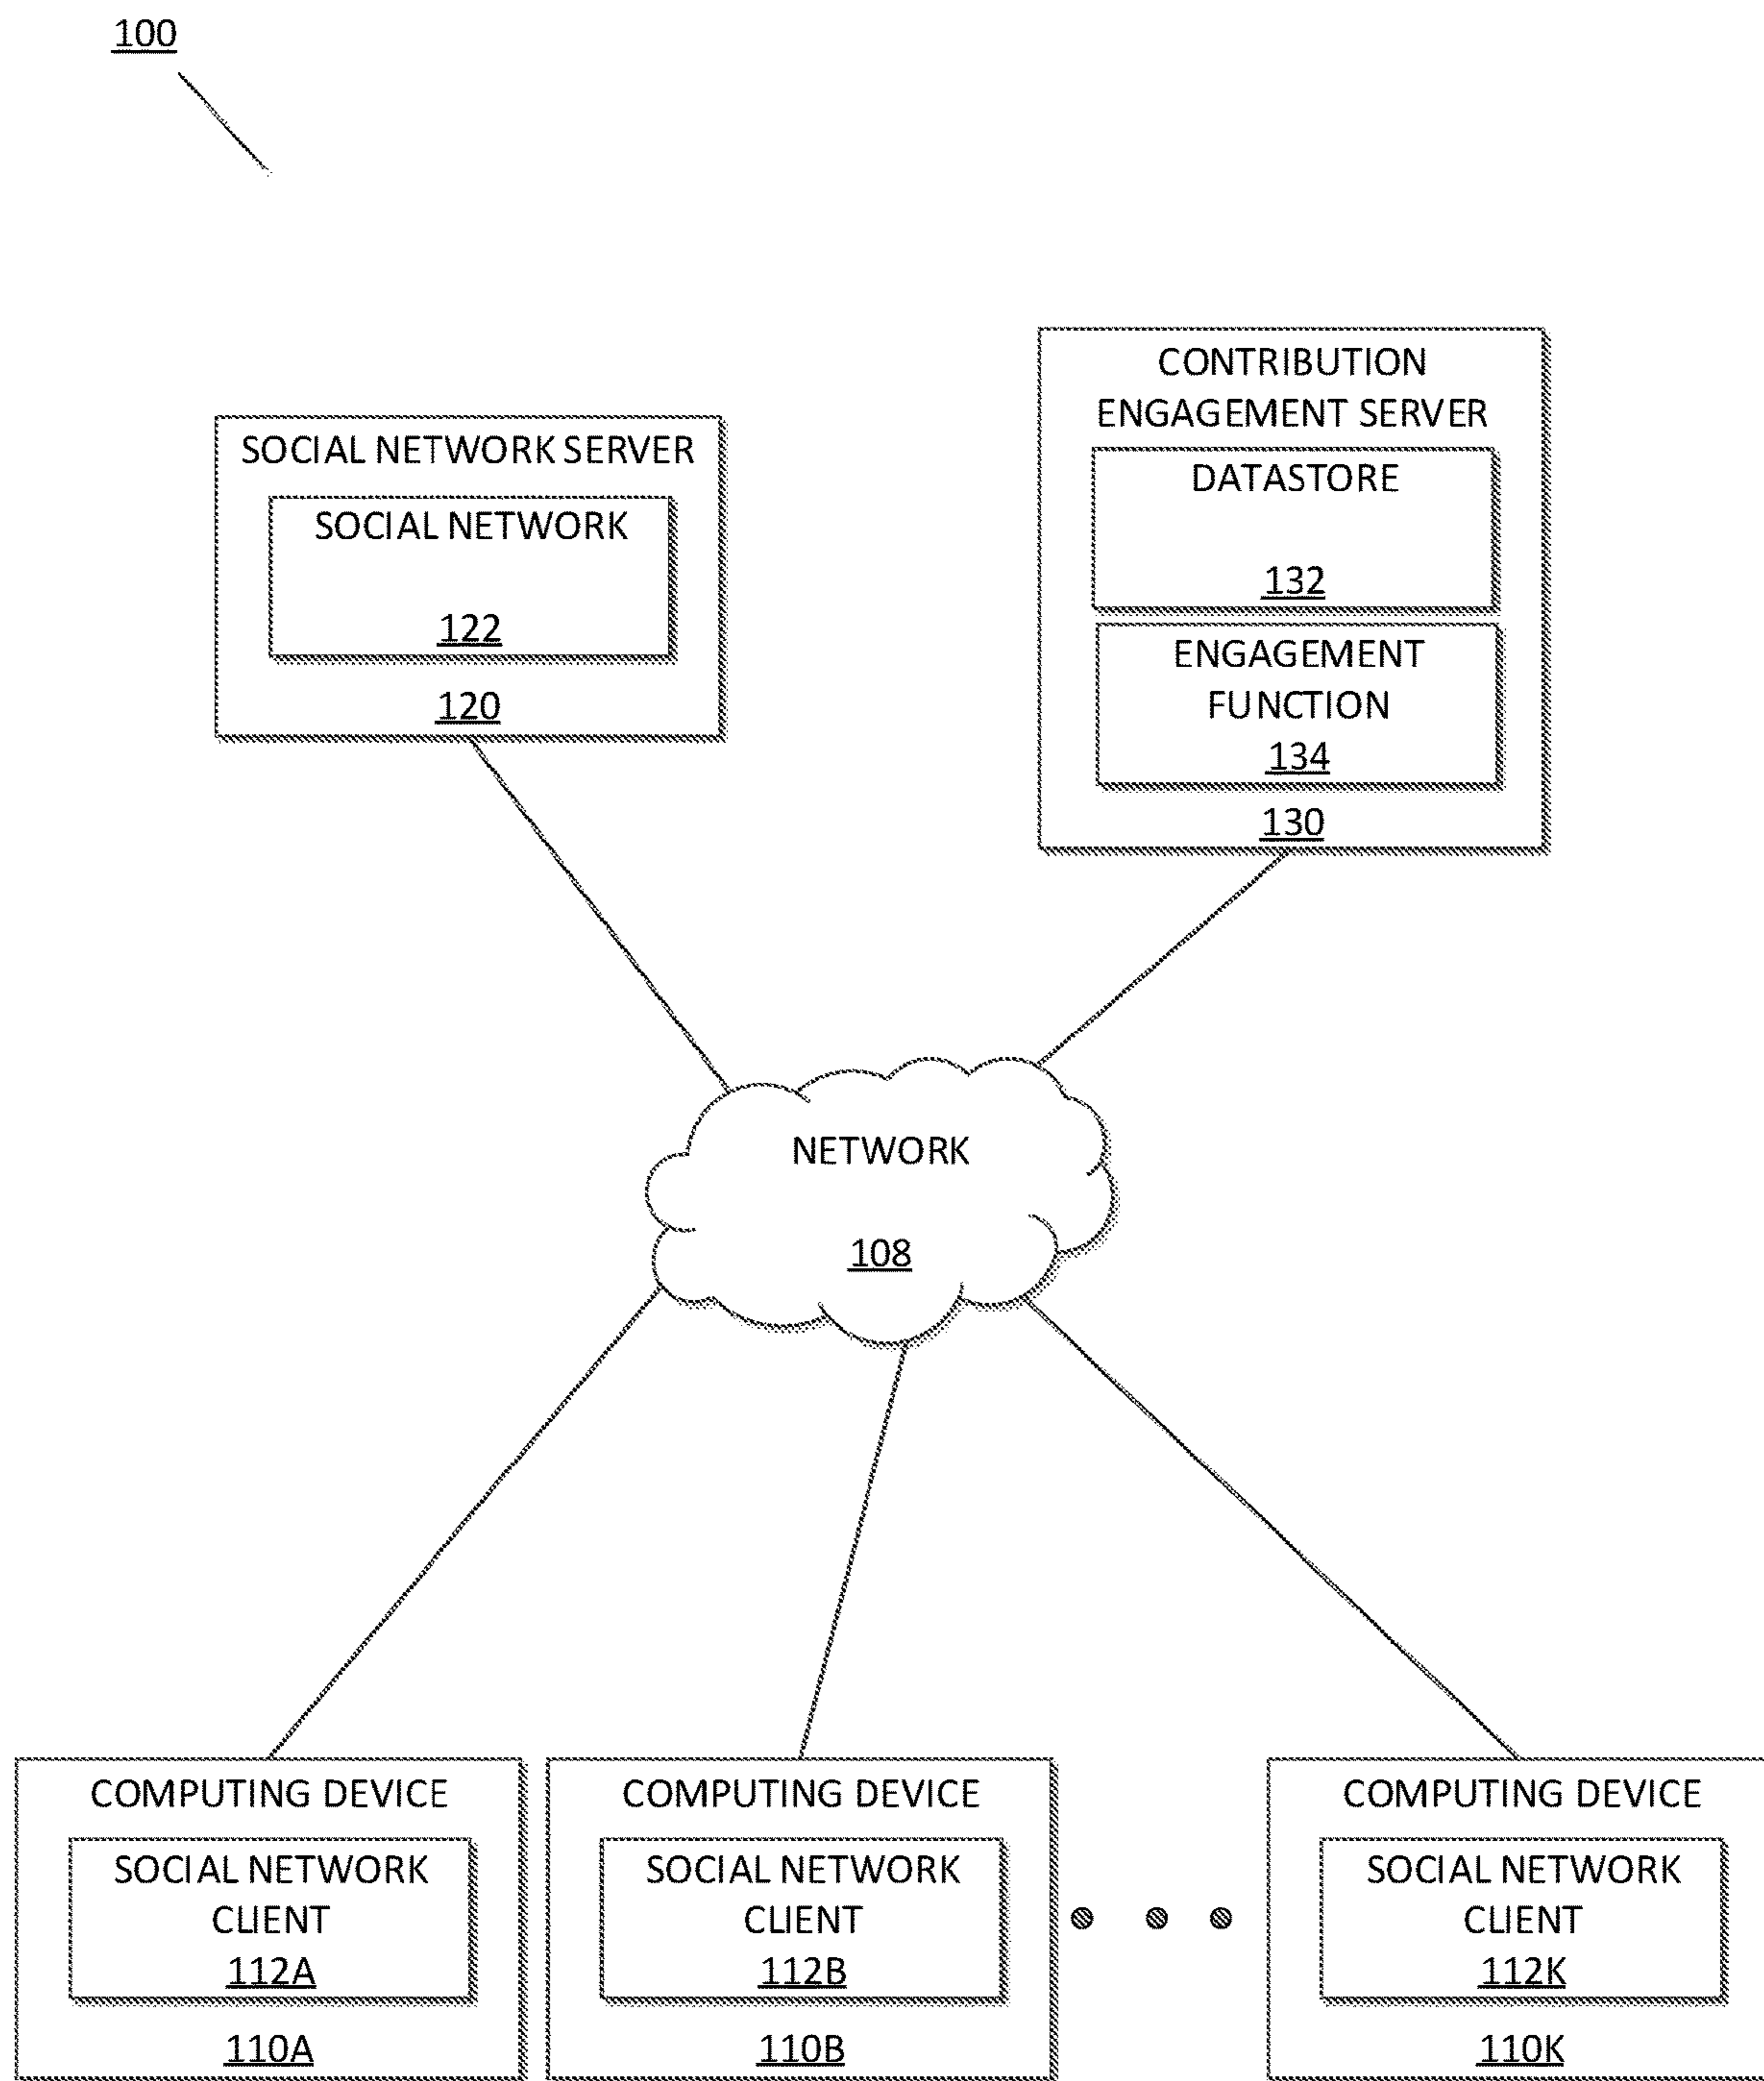 100
CONTRIBUTION
ENGAGEMENT SERVER
DATASTORE
132
ENGAGEMENT
FUNCTION
134
130
SOCIAL NETWORK SERVER
SOCIAL NETWORK
122
120
NETWORK
108
COMPUTING DEVICE
SOCIAL NETWORK
CLIENT
112A
110A
COMPUTING DEVICE
SOCIAL NETWORK
CLIENT
112B
110B
COMPUTING DEVICE
SOCIAL NETWORK
CLIENT
112K
110K